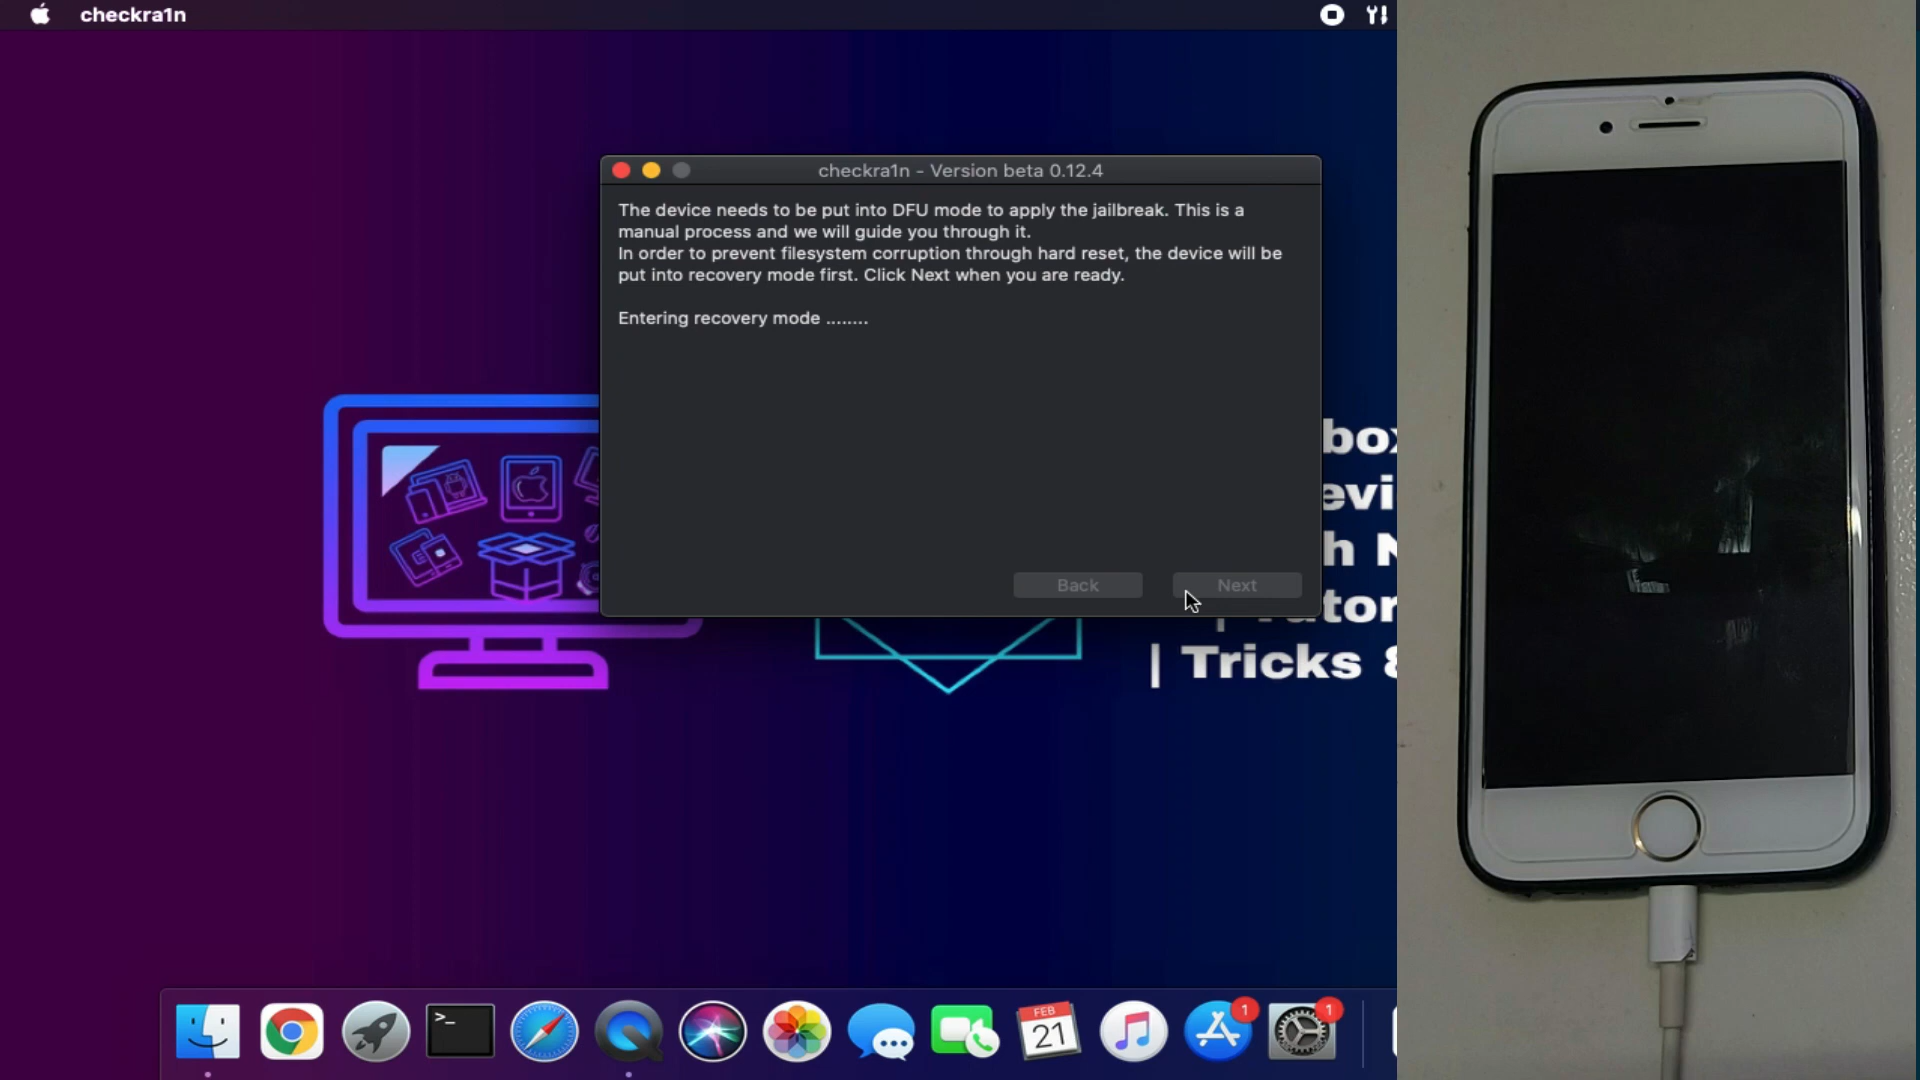 checkra1n
checkra1n - Version beta 0.12.4
The device needs to be put into DFU mode to apply the jailbreak. This is a
manual process and we will guide you through it.
In order to prevent filesystem corruption through hard reset, the device will be
put into recovery mode first. Click Next when you are ready.
Entering recovery mode ........
Back
Next
| Tricks &
FEB
21
1
1
>_